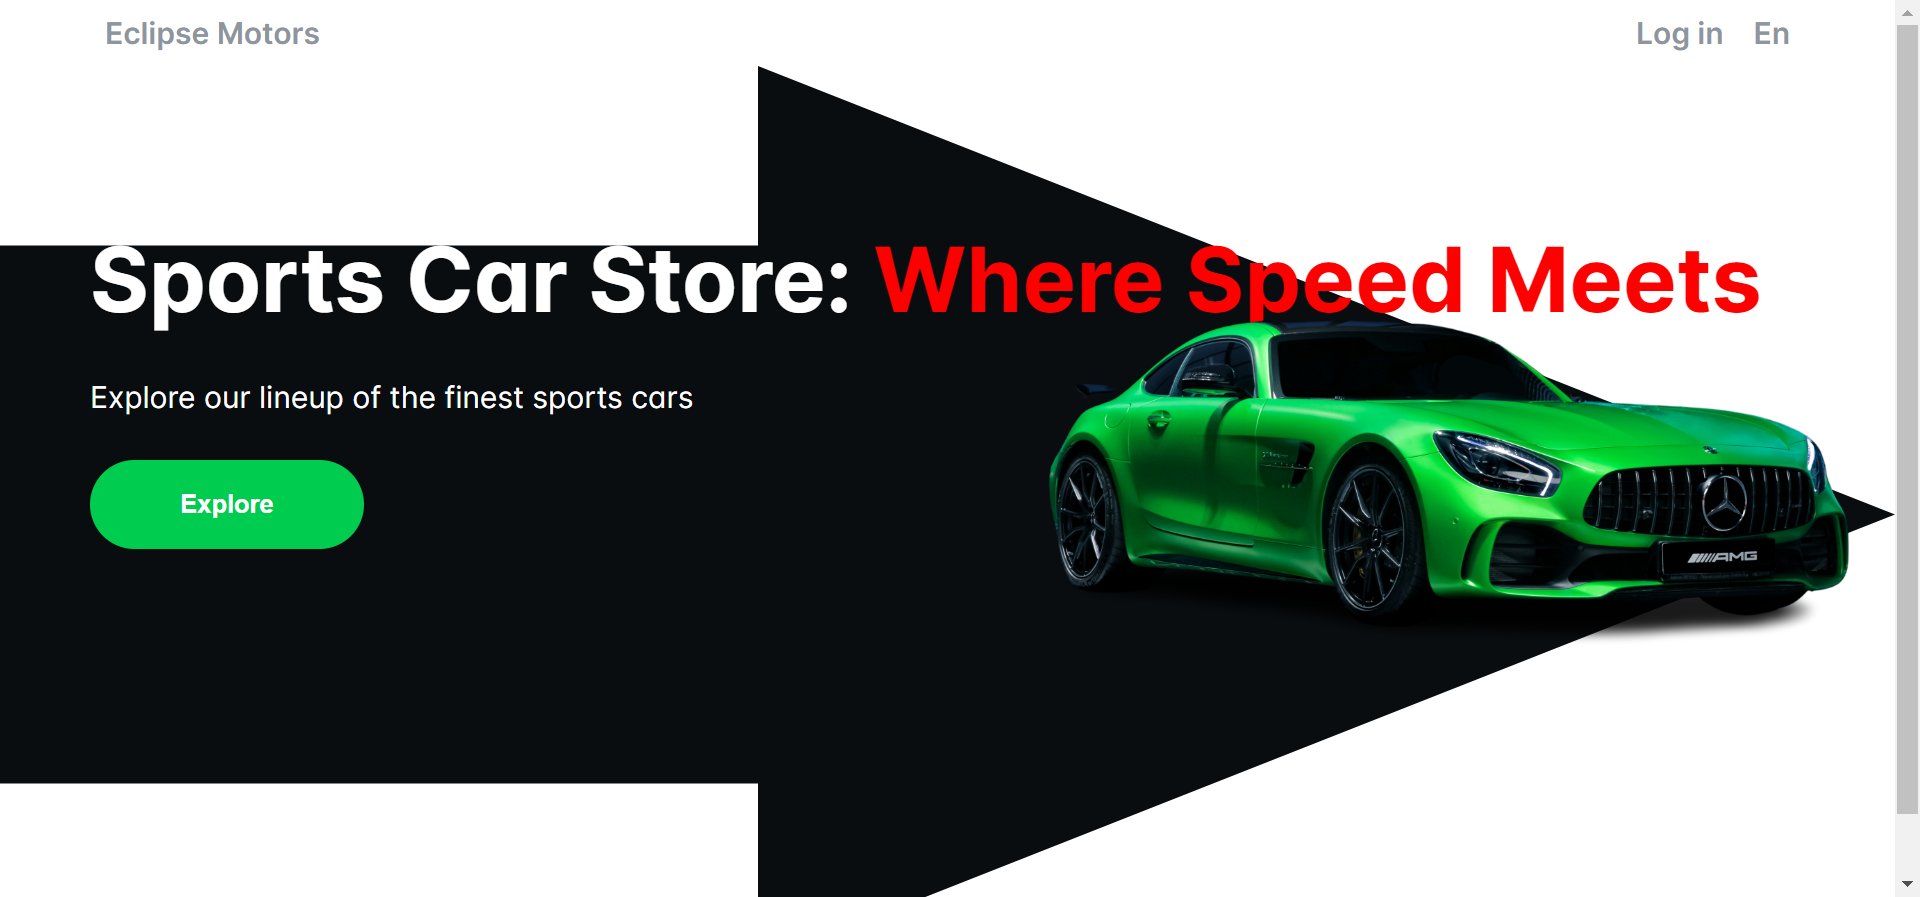 Eclipse Motors
Log in
En
Sports Car Store: Where Speed Meets
Explore our lineup of the finest sports cars
Explore
AMG